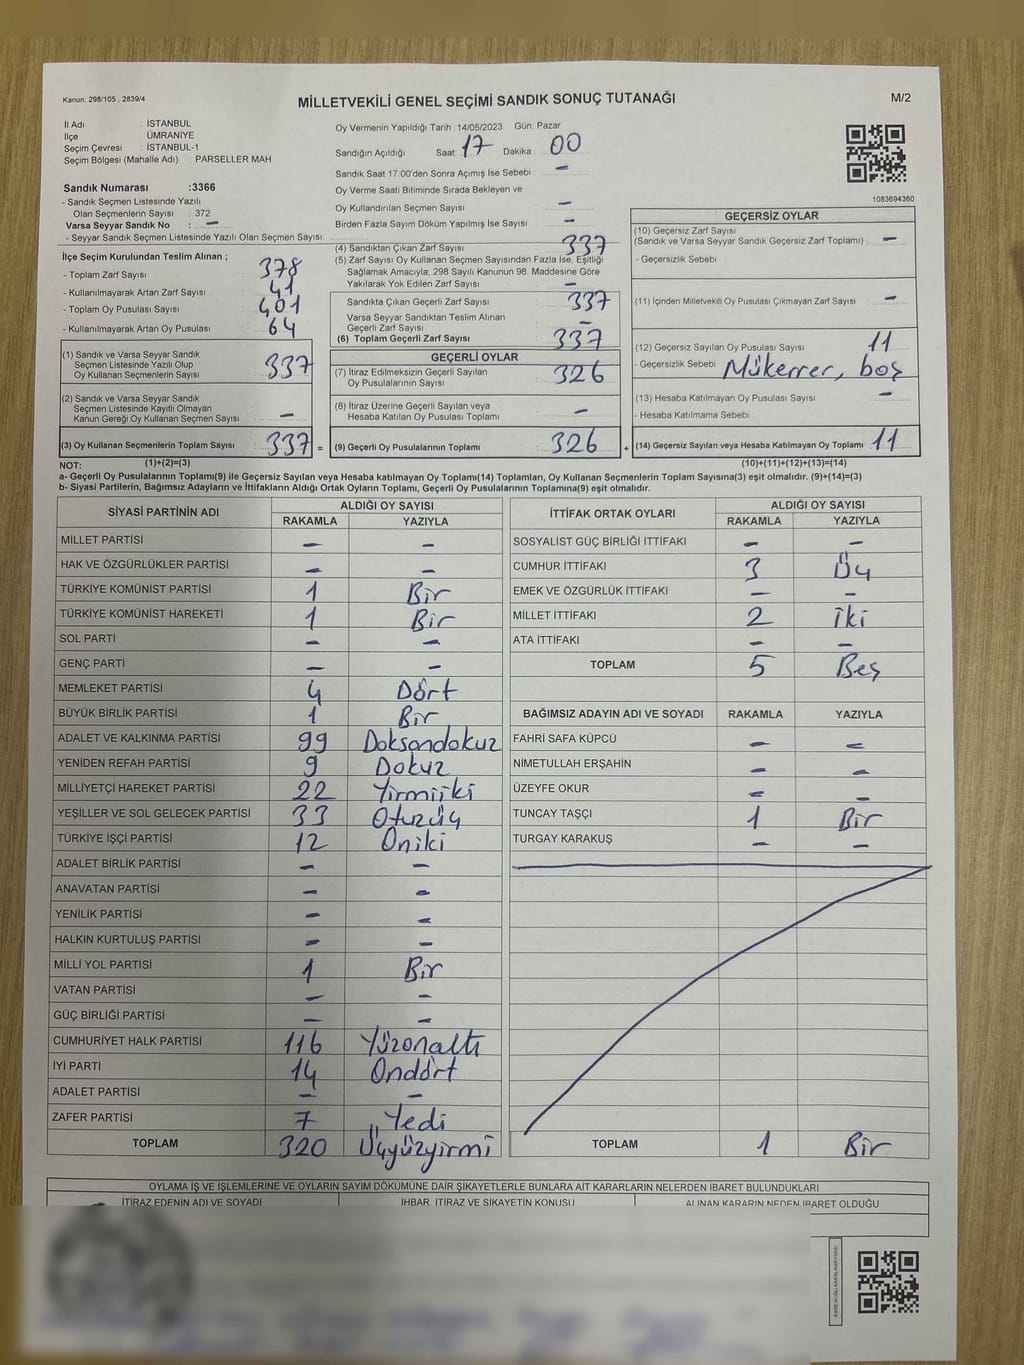 Kanun: 298/105 , 2839/4
MİLLETVEKİLİ GENEL SEÇİMİ SANDIK SONUÇ TUTANAĞI
M/2
İl Adı : İSTANBUL
İlçe : ÜMRANİYE
Seçim Çevresi : İSTANBUL-1
Seçim Bölgesi (Mahalle Adı) : PARSELLER MAH
Sandık Numarası :3366
- Sandık Seçmen Listesinde Yazılı
Olan Seçmenlerin Sayısı : 372
Varsa Seyyar Sandık No : –
- Seyyar Sandık Seçmen Listesinde Yazılı Olan Seçmen Sayısı:
Oy Vermenin Yapıldığı Tarih :14/05/2023 Gün: Pazar
Sandığın Açıldığı Saat: 17 Dakika : 00
Sandık Saat 17.00'den Sonra Açımış İse Sebebi : –
Oy Verme Saati Bitiminde Sırada Bekleyen ve
Oy Kullandırılan Seçmen Sayısı : –
Birden Fazla Sayım Döküm Yapılmış İse Sayısı : –
1083694360
İlçe Seçim Kurulundan Teslim Alınan ;
- Toplam Zarf Sayısı : 378
- Kullanılmayarak Artan Zarf Sayısı : 41
- Toplam Oy Pusulası Sayısı : 401
- Kullanılmayarak Artan Oy Pusulası : 64
(1) Sandık ve Varsa Seyyar Sandık
Seçmen Listesinde Yazılı Olup
Oy Kullanan Seçmenlerin Sayısı : 337
(2) Sandık ve Varsa Seyyar Sandık
Seçmen Listesinde Kayıtlı Olmayan
Kanun Gereği Oy Kullanan Seçmen Sayısı : –
(3) Oy Kullanan Seçmenlerin Toplam Sayısı : 337 =
(4) Sandıktan Çıkan Zarf Sayısı : 337
(5) Zarf Sayısı Oy Kullanan Seçmen Sayısından Fazla İse, Eşitliği
Sağlamak Amacıyla; 298 Sayılı Kanunun 98. Maddesine Göre
Yakılarak Yok Edilen Zarf Sayısı : –
Sandıkta Çıkan Geçerli Zarf Sayısı : 337
Varsa Seyyar Sandıktan Teslim Alınan
Geçerli Zarf Sayısı : –
(6) Toplam Geçerli Zarf Sayısı : 337
GEÇERLİ OYLAR
(7) İtiraz Edilmeksizin Geçerli Sayılan
Oy Pusulalarının Sayısı : 326
(8) İtiraz Üzerine Geçerli Sayılan veya
Hesaba Katılan Oy Pusulası Toplamı : –
(9) Geçerli Oy Pusulalarının Toplamı : 326 +
GEÇERSİZ OYLAR
(10) Geçersiz Zarf Sayısı
(Sandık ve Varsa Seyyar Sandık Geçersiz Zarf Toplamı) : –
- Geçersizlik Sebebi :
(11) İçinden Milletvekili Oy Pusulası Çıkmayan Zarf Sayısı : –
(12) Geçersiz Sayılan Oy Pusulası Sayısı : 11
- Geçersizlik Sebebi : Mükerrer, boş
(13) Hesaba Katılmayan Oy Pusulası Sayısı : –
- Hesaba Katılmama Sebebi :
(14) Geçersiz Sayılan veya Hesaba Katılmayan Oy Toplamı : 11
NOT: (1)+(2)=(3) (10)+(11)+(12)+(13)=(14)
a- Geçerli Oy Pusulalarının Toplamı(9) ile Geçersiz Sayılan veya Hesaba katılmayan Oy Toplamı(14) Toplamları, Oy Kullanan Seçmenlerin Toplam Sayısına(3) eşit olmalıdır. (9)+(14)=(3)
b- Siyasi Partilerin, Bağımsız Adayların ve İttifakların Aldığı Ortak Oyların Toplamı, Geçerli Oy Pusulalarının Toplamına(9) eşit olmalıdır.
SİYASİ PARTİNİN ADI ALDIĞI OY SAYISI
RAKAMLA YAZIYLA
MİLLET PARTİSİ – –
HAK VE ÖZGÜRLÜKLER PARTİSİ – –
TÜRKİYE KOMÜNİST PARTİSİ 1 Bir
TÜRKİYE KOMÜNİST HAREKETİ 1 Bir
SOL PARTİ – –
GENÇ PARTİ – –
MEMLEKET PARTİSİ 4 Dört
BÜYÜK BİRLİK PARTİSİ 1 Bir
ADALET VE KALKINMA PARTİSİ 99 Doksandokuz
YENİDEN REFAH PARTİSİ 9 Dokuz
MİLLİYETÇİ HAREKET PARTİSİ 22 Yirmiiki
YEŞİLLER VE SOL GELECEK PARTİSİ 33 Otuzüç
TÜRKİYE İŞÇİ PARTİSİ 12 Oniki
ADALET BİRLİK PARTİSİ – –
ANAVATAN PARTİSİ – –
YENİLİK PARTİSİ – –
HALKIN KURTULUŞ PARTİSİ – –
MİLLİ YOL PARTİSİ 1 Bir
VATAN PARTİSİ – –
GÜÇ BİRLİĞİ PARTİSİ – –
CUMHURİYET HALK PARTİSİ 116 Yüzonaltı
İYİ PARTİ 14 Ondört
ADALET PARTİSİ – –
ZAFER PARTİSİ 7 Yedi
TOPLAM 320 Üçyüzyirmi
İTTİFAK ORTAK OYLARI ALDIĞI OY SAYISI
RAKAMLA YAZIYLA
SOSYALİST GÜÇ BİRLİĞİ İTTİFAKI – –
CUMHUR İTTİFAKI 3 Üç
EMEK VE ÖZGÜRLÜK İTTİFAKI – –
MİLLET İTTİFAKI 2 İki
ATA İTTİFAKI – –
TOPLAM 5 Beş
BAĞIMSIZ ADAYIN ADI VE SOYADI RAKAMLA YAZIYLA
FAHRİ SAFA KÜPCÜ – –
NİMETULLAH ERŞAHİN – –
ÜZEYFE OKUR – –
TUNCAY TAŞÇI 1 Bir
TURGAY KARAKUŞ – –
TOPLAM 1 Bir
OYLAMA İŞ VE İŞLEMLERİNE VE OYLARIN SAYIM DÖKÜMÜNE DAİR ŞİKAYETLERLE BUNLARA AİT KARARLARIN NELERDEN İBARET BULUNDUKLARI
İTİRAZ EDENİN ADI VE SOYADI İHBAR, İTİRAZ VE ŞİKAYETİN KONUSU ALINAN KARARIN NEDEN İBARET OLDUĞU